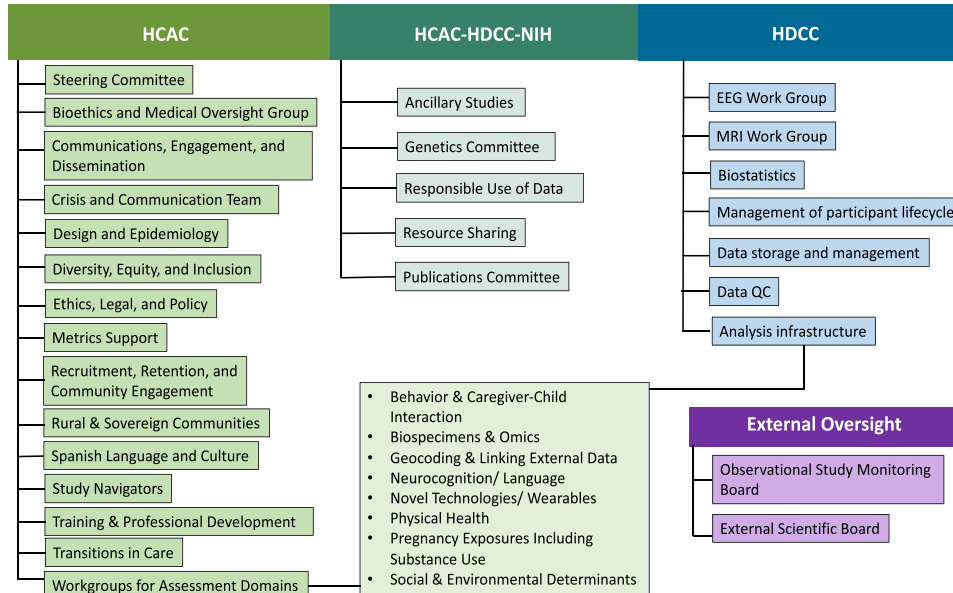 HCAC
Steering Committee
Bioethics and Medical Oversight Group
Communications, Engagement, and
Dissemination
Crisis and Communication Team
Design and Epidemiology
Diversity, Equity, and Inclusion
Ethics, Legal, and Policy
Metrics Support
Recruitment, Retention, and
Community Engagement
Rural & Sovereign Communities
Spanish Language and Culture
Study Navigators
Training & Professional Development
Transitions in Care
Workgroups for Assessment Domains
HCAC-HDCC-NIH
Ancillary Studies
Genetics Committee
Responsible Use of Data
Resource Sharing
Publications Committee
• Behavior & Caregiver-Child
Interaction
• Biospecimens & Omics
• Geocoding & Linking External Data
• Neurocognition/ Language
• Novel Technologies/ Wearables
• Physical Health
• Pregnancy Exposures Including
Substance Use
• Social & Environmental Determinants
HDCC
EEG Work Group
MRI Work Group
Biostatistics
Management of participant lifecycle
Data storage and management
Data QC
Analysis infrastructure
External Oversight
Observational Study Monitoring
Board
External Scientific Board